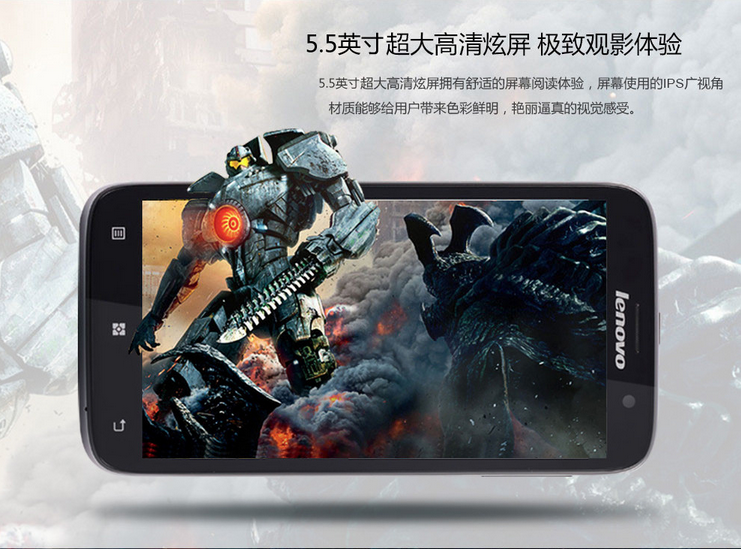 5.5英寸超大高清炫屏 极致观影体验
5.5英寸超大高清炫屏拥有舒适的屏幕阅读体验，屏幕使用的IPS广视角
材质能够给用户带来色彩鲜明，艳丽逼真的视觉感受。
lenovo